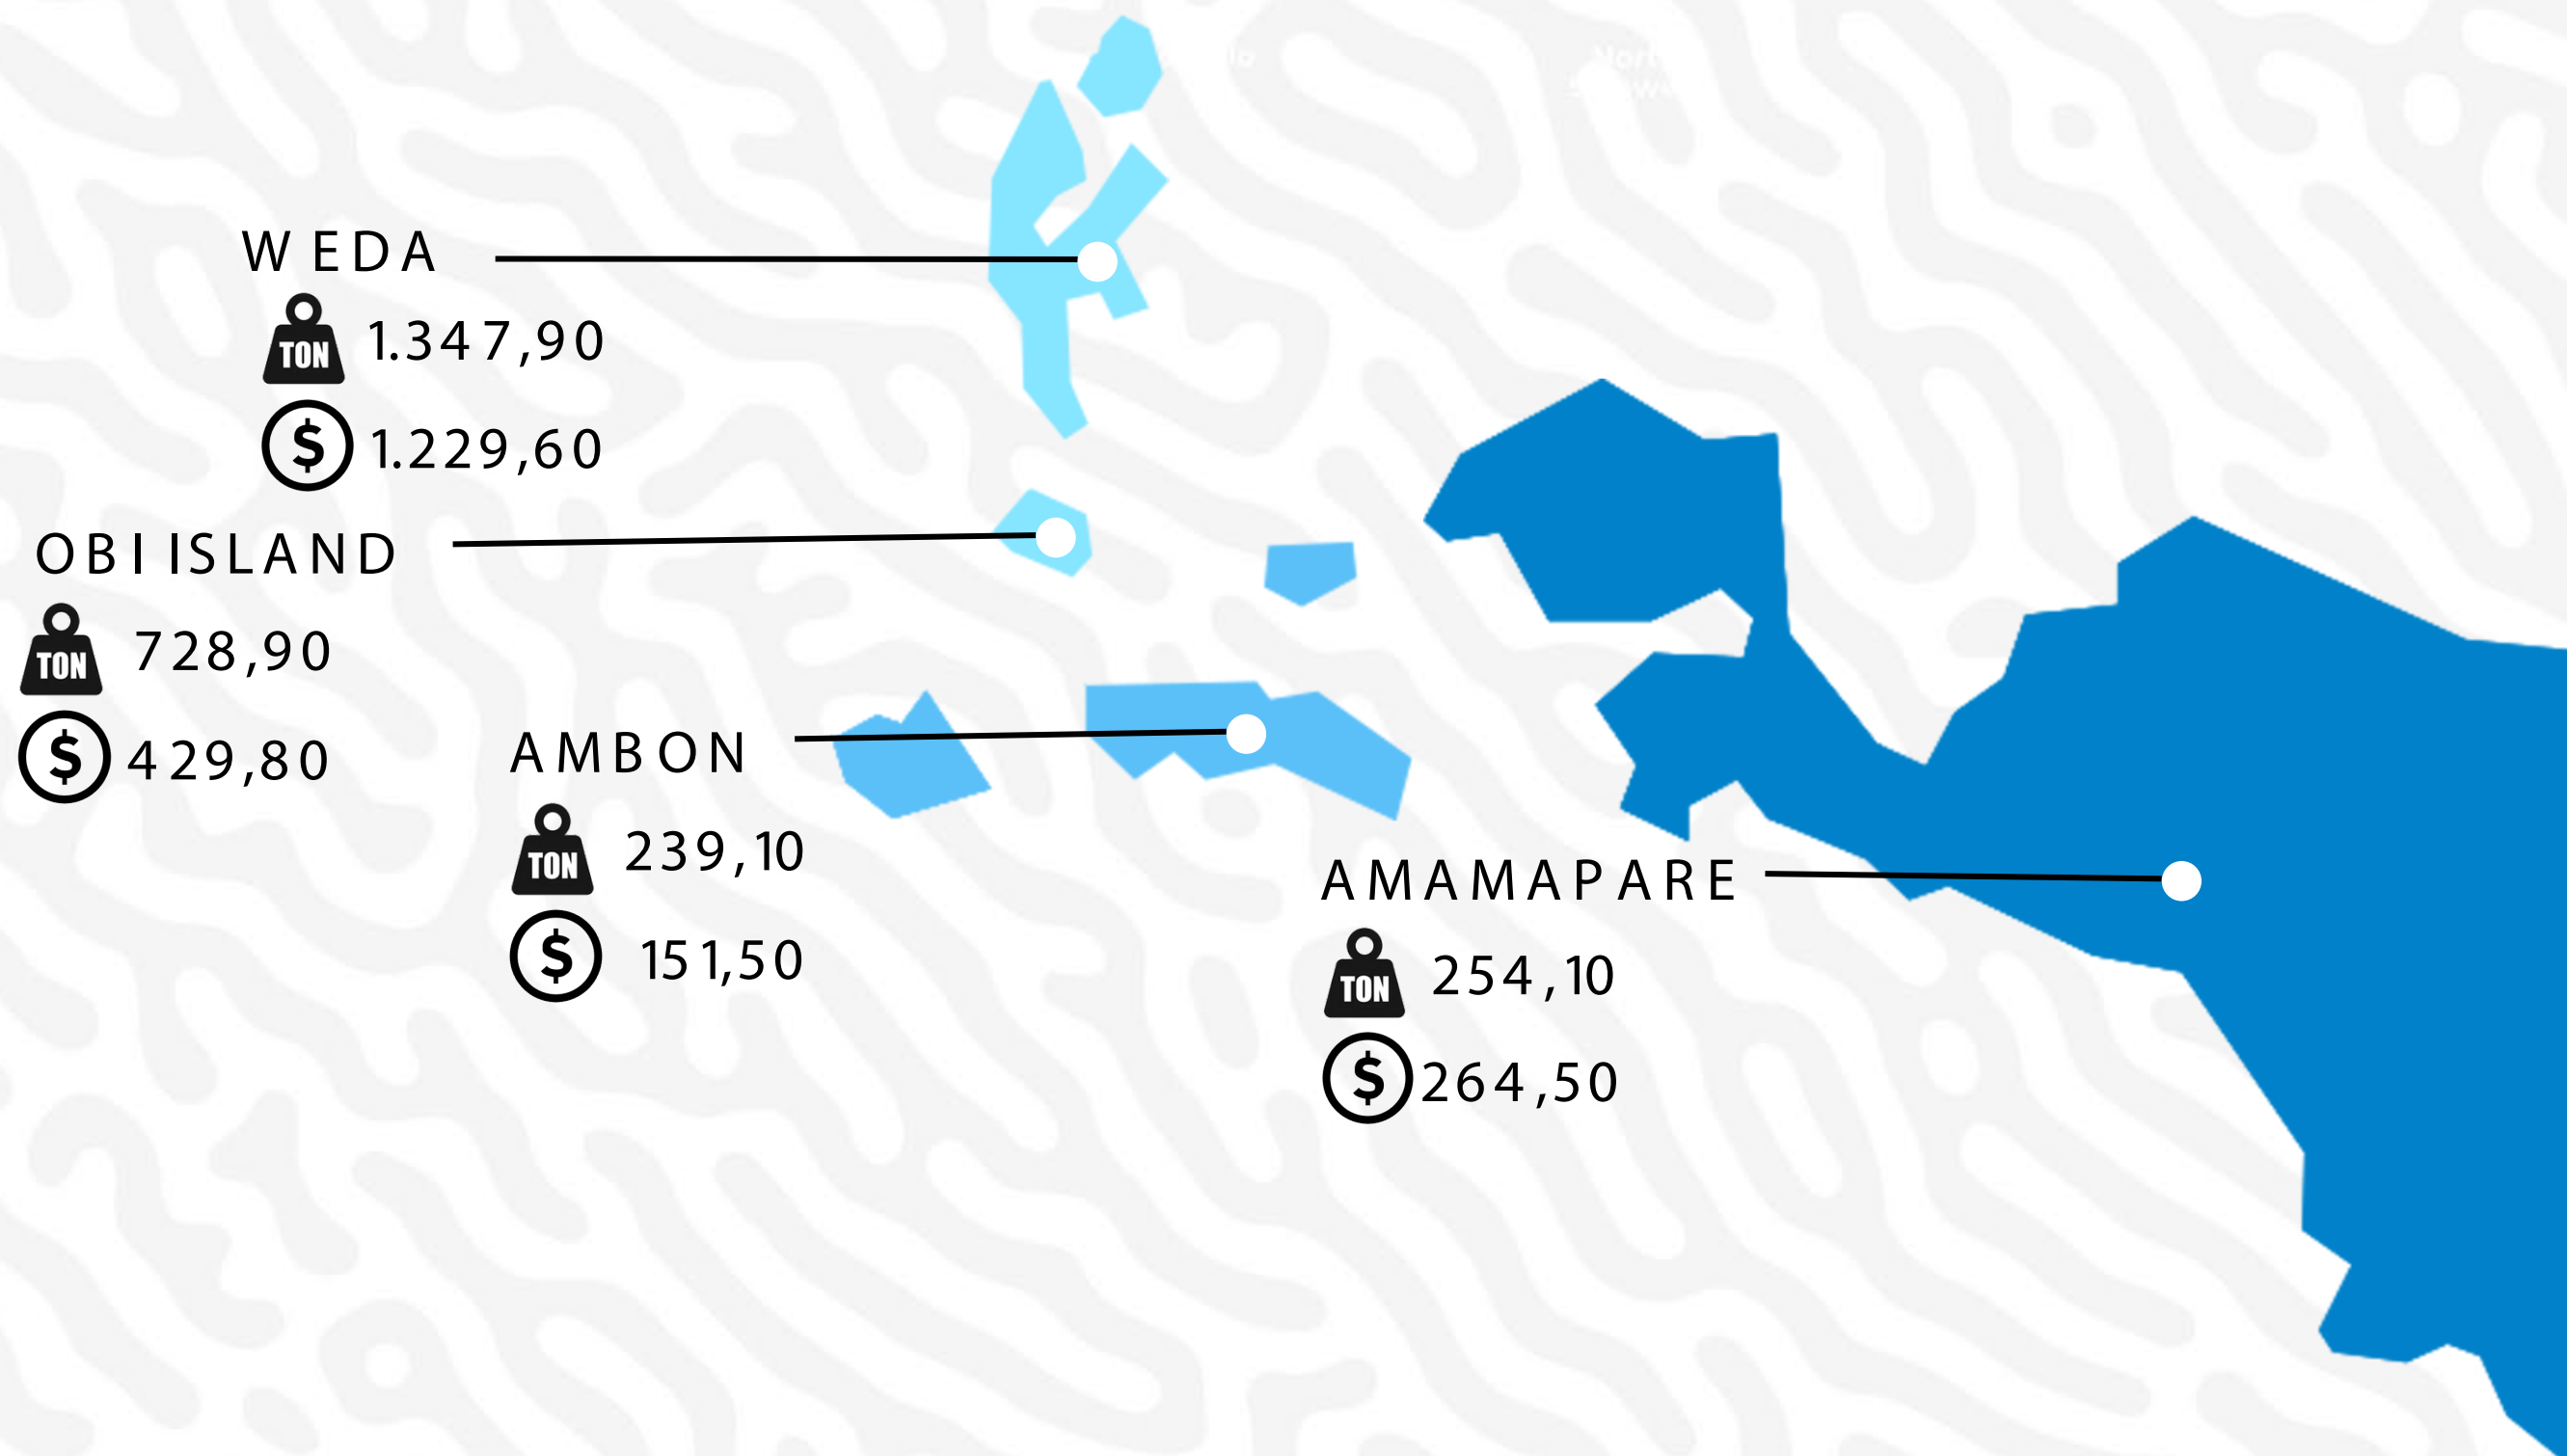 WEDA
TON 1.347,90
$ 1.229,60
OBI ISLAND
TON 728,90
$ 429,80
AMBON
TON 239,10
$ 151,50
AMAMAPARE
TON 254,10
$ 264,50